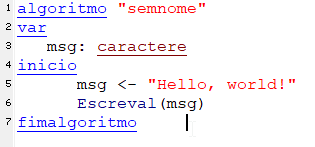 1 algoritmo "semnome"
2 var
3 msg: caractere
4 inicio
5 msg <- "Hello, world!"
6 Escreval(msg)
7 fimalgoritmo